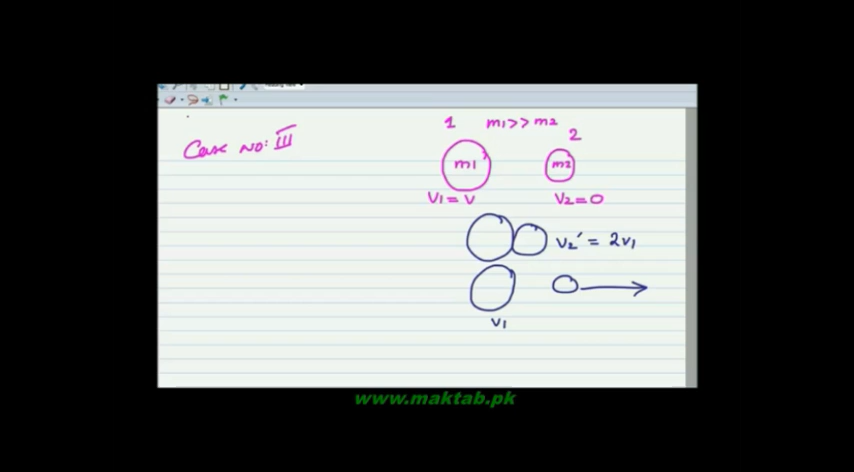 Case No: III
1 m1>> m2
2
m1
m2
V1 = V
V2 = 0
V2′ = 2V1
V1
www.maktab.pk